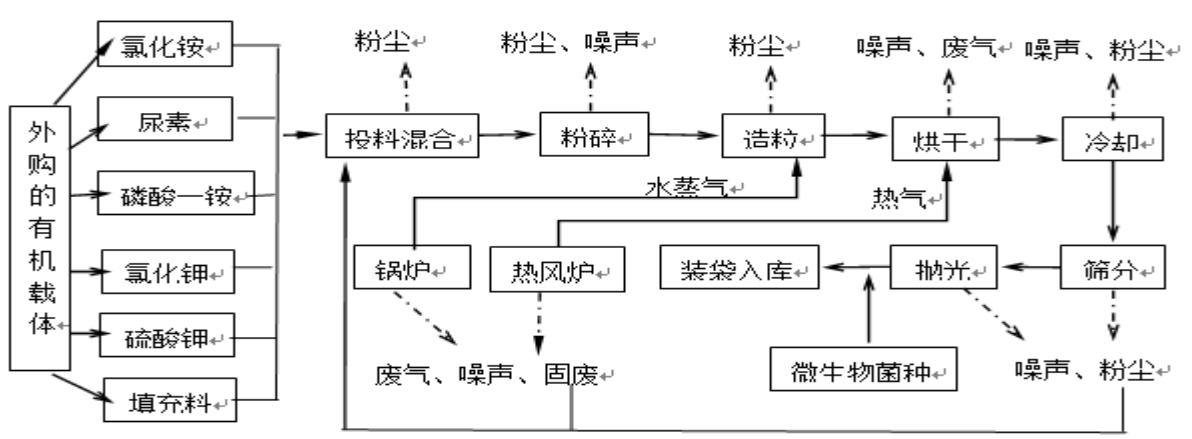 外购的有机载体
氯化铵
尿素
磷酸一铵
氯化钾
硫酸钾
填充料
粉尘
粉尘、噪声
粉尘
噪声、废气
噪声、粉尘
投料混合
粉碎
造粒
烘干
冷却
水蒸气
热气
锅炉
热风炉
装袋入库
抛光
筛分
废气、噪声、固废
微生物菌种
噪声、粉尘